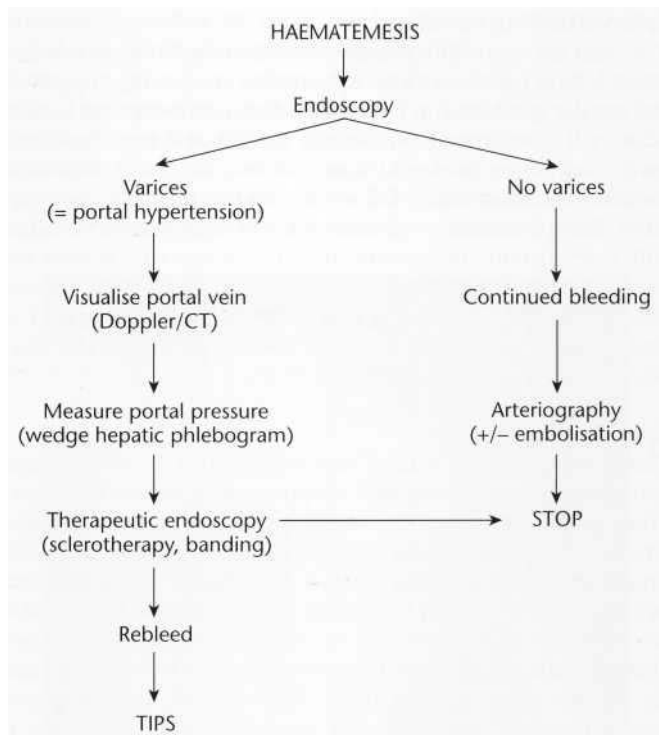 HAEMATEMESIS
Endoscopy
Varices
(= portal hypertension)
No varices
Visualise portal vein
(Doppler/CT)
Continued bleeding
Measure portal pressure
(wedge hepatic phlebogram)
Arteriography
(+/– embolisation)
Therapeutic endoscopy
(sclerotherapy, banding)
STOP
Rebleed
TIPS